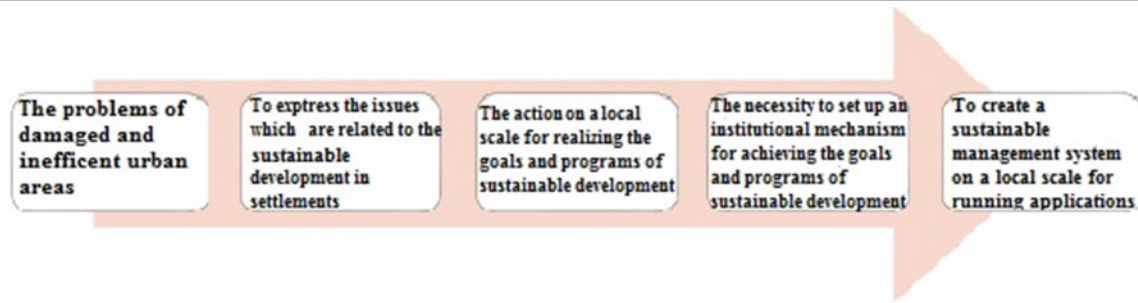 The problems of
damaged and
inefficent urban
areas
To exptress the issues
which are related to the
sustainable
development in
settlements
The action on a local
scale for realizing the
goals and programs of
sustainable development
The necessity to set up an
institutional mechanism
for achieving the goals
and programs of
sustainable development
To create a
sustainable
management system
on a local scale for
running applications